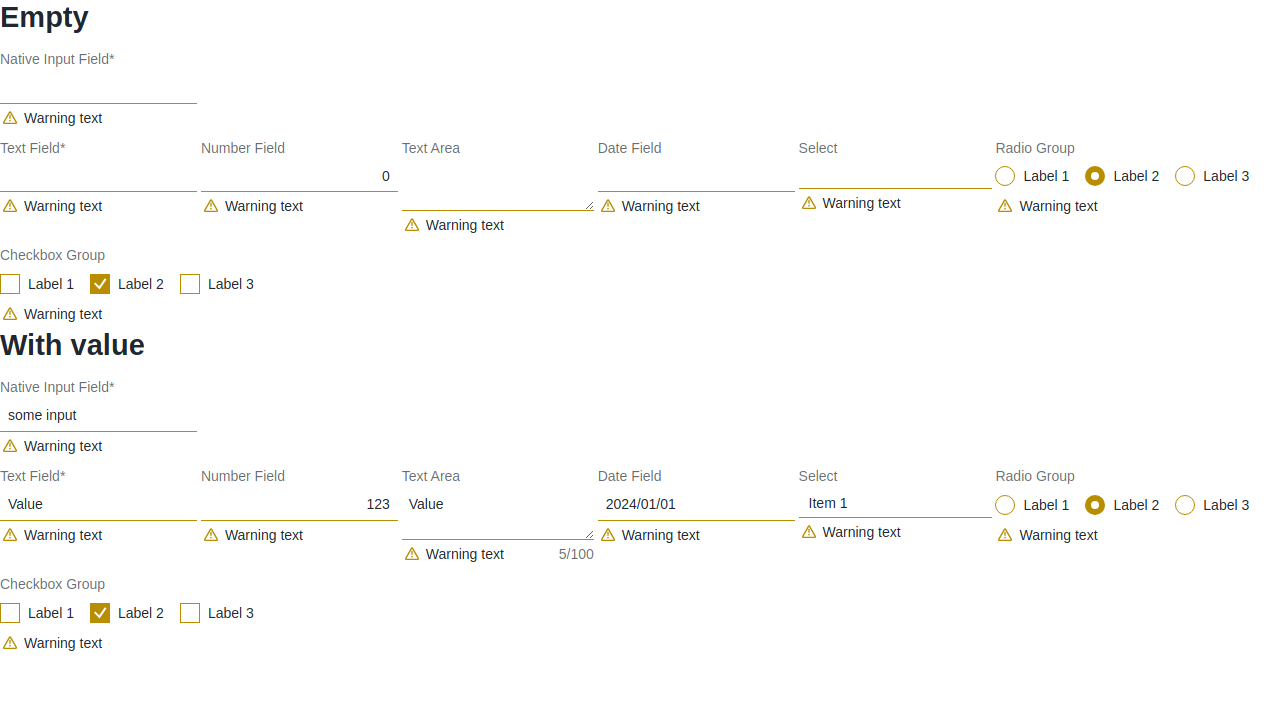 Empty
Native Input Field*
Warning text
Text Field* Number Field Text Area Date Field Select Radio Group
0 Label 1 Label 2 Label 3
Warning text Warning text Warning text Warning text Warning text Warning text
Checkbox Group
Label 1 Label 2 Label 3
Warning text
With value
Native Input Field*
some input
Warning text
Text Field* Number Field Text Area Date Field Select Radio Group
Value 123 Value 2024/01/01 Item 1 Label 1 Label 2 Label 3
Warning text Warning text Warning text 5/100 Warning text Warning text Warning text
Checkbox Group
Label 1 Label 2 Label 3
Warning text